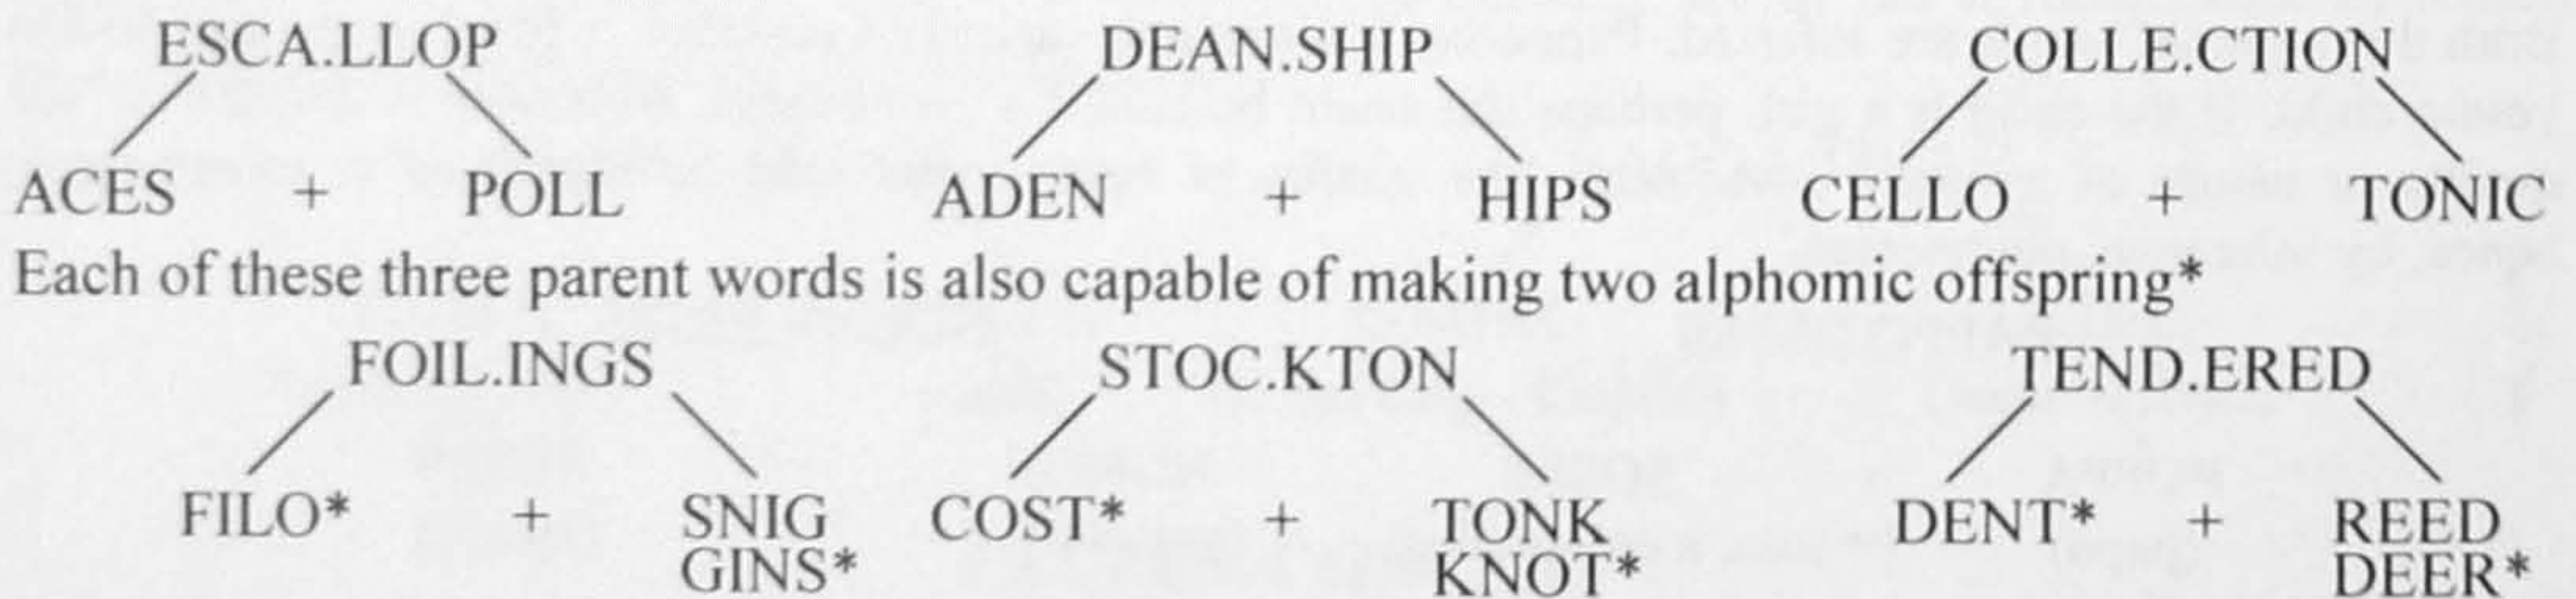 ESCA.LLOP DEAN.SHIP COLLE.CTION
ACES + POLL ADEN + HIPS CELLO + TONIC
Each of these three parent words is also capable of making two alphomic offspring*
FOIL.INGS STOC.KTON TEND.ERED
FILO* + SNIG COST* + TONK DENT* + REED
GINS* KNOT* DEER*